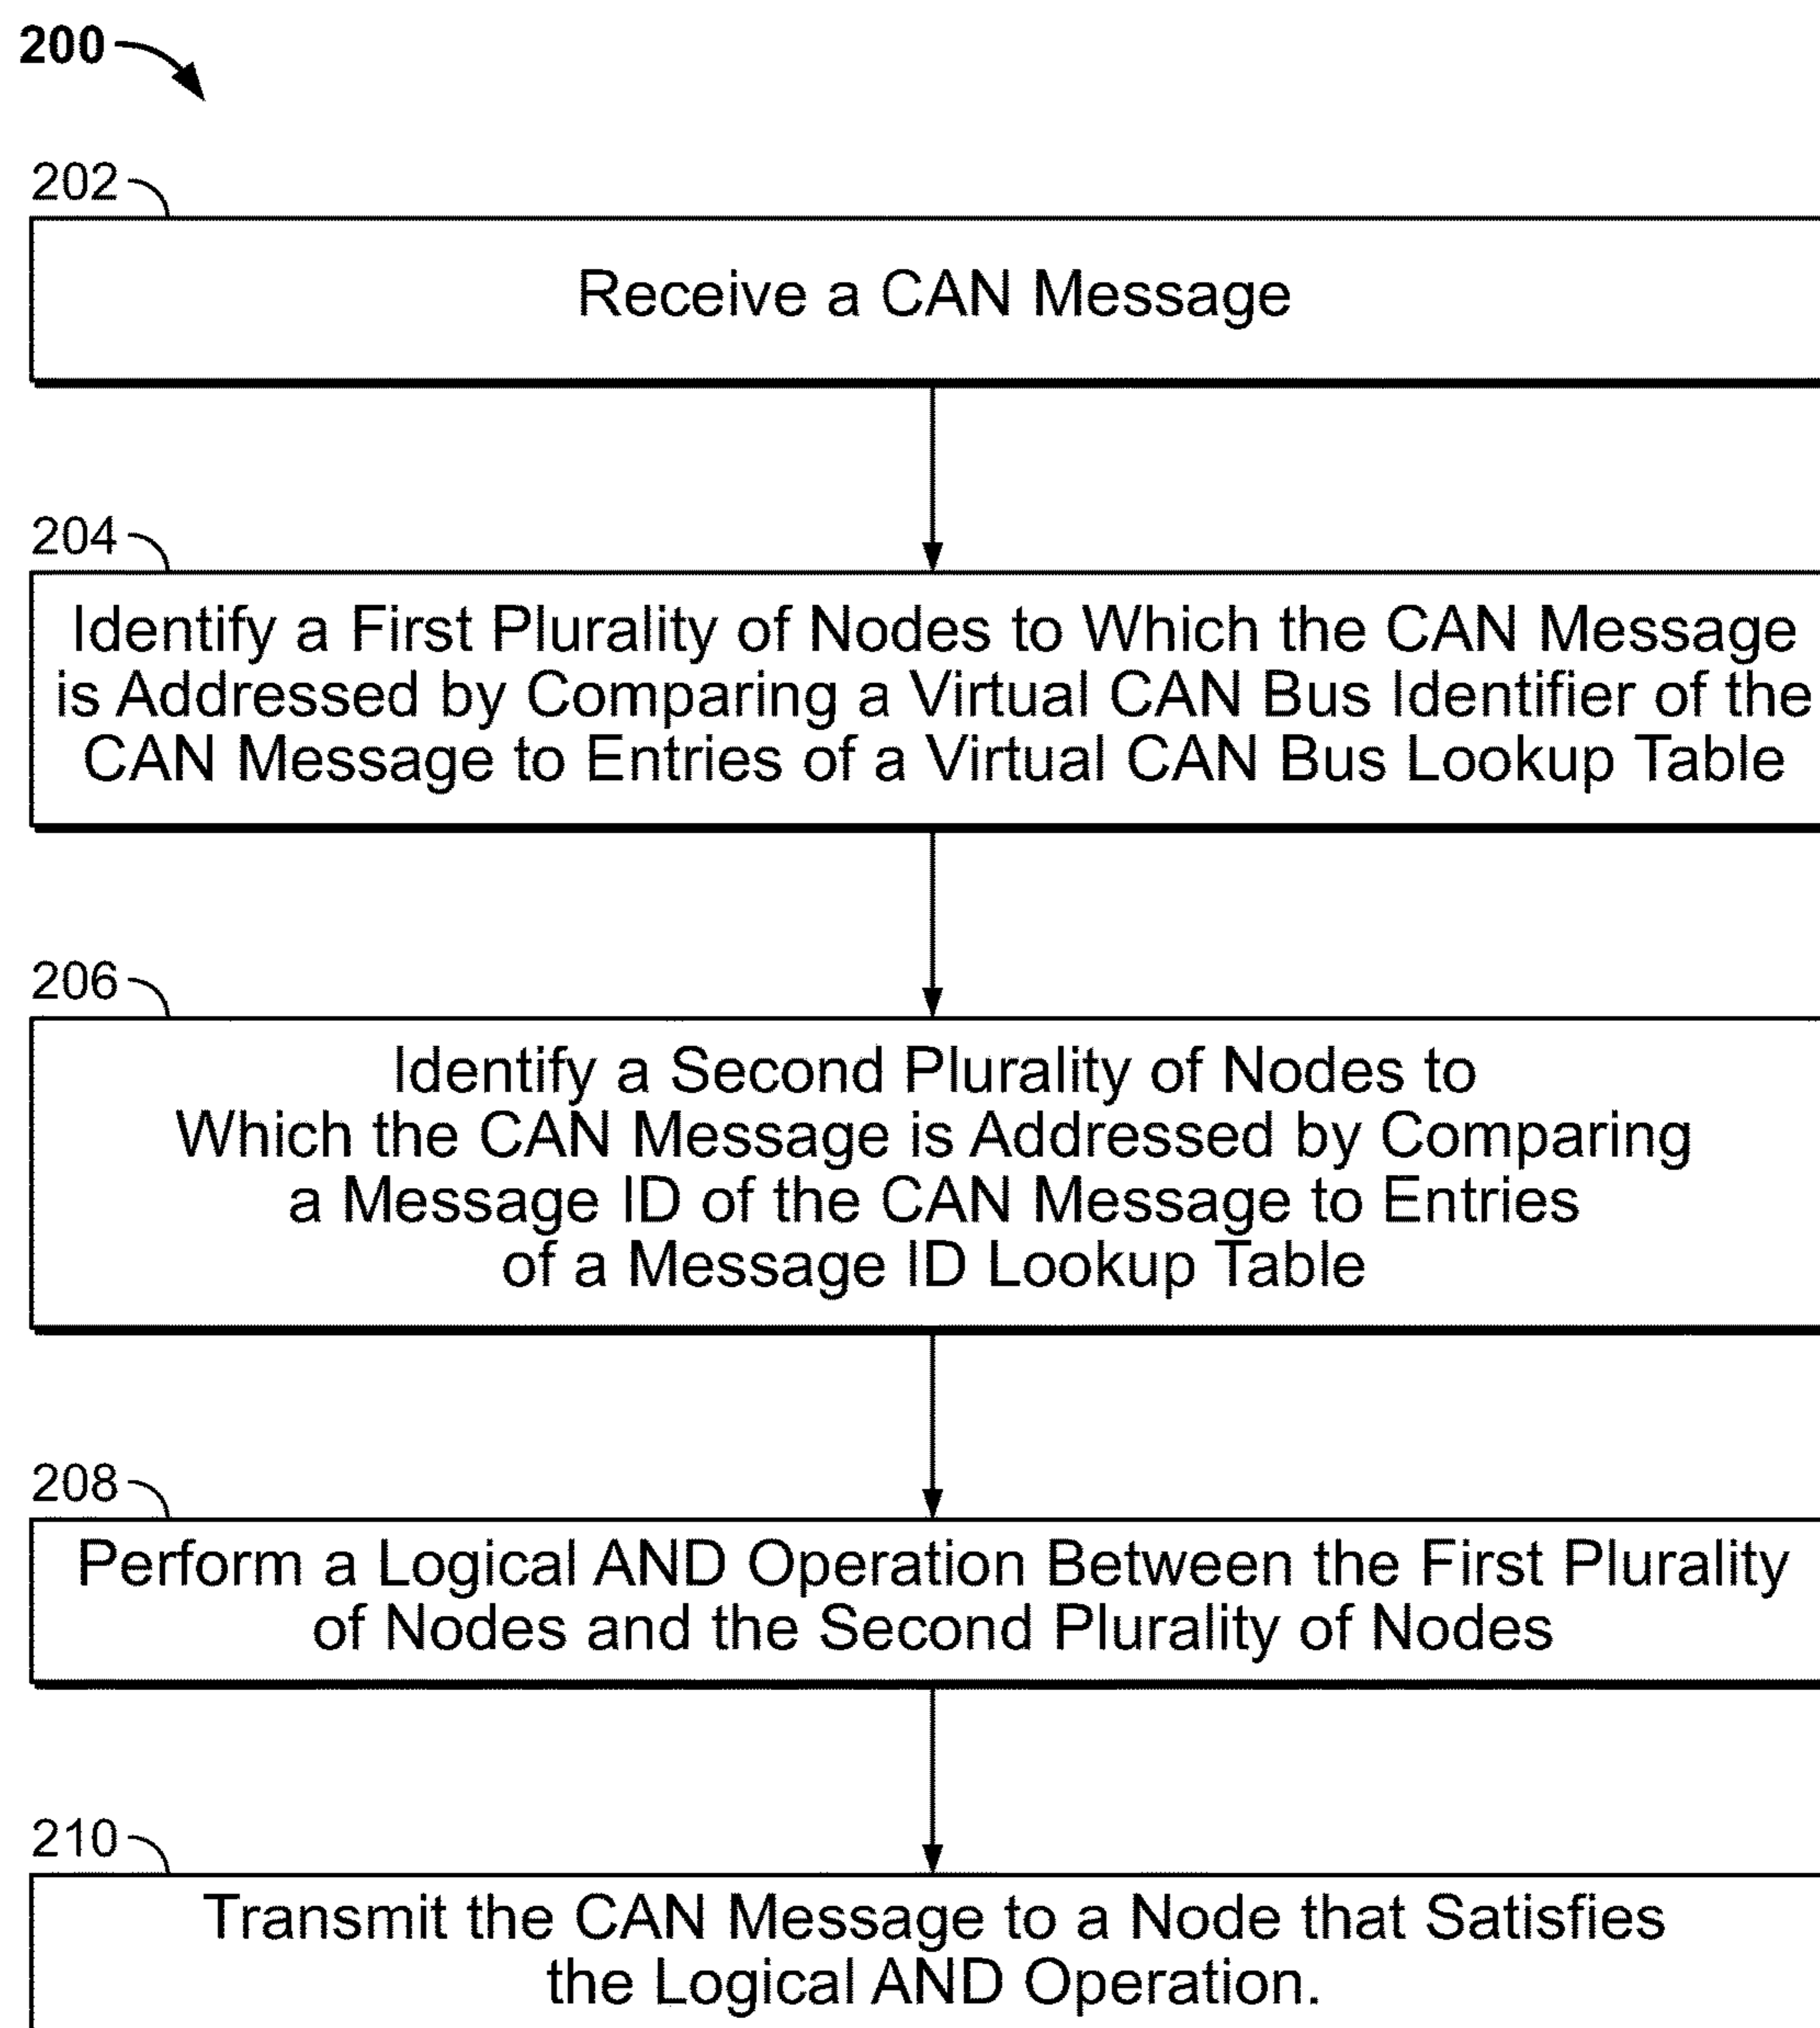 200
202
Receive a CAN Message
204
Identify a First Plurality of Nodes to Which the CAN Message
is Addressed by Comparing a Virtual CAN Bus Identifier of the
CAN Message to Entries of a Virtual CAN Bus Lookup Table
206
Identify a Second Plurality of Nodes to
Which the CAN Message is Addressed by Comparing
a Message ID of the CAN Message to Entries
of a Message ID Lookup Table
208
Perform a Logical AND Operation Between the First Plurality
of Nodes and the Second Plurality of Nodes
210
Transmit the CAN Message to a Node that Satisfies
the Logical AND Operation.